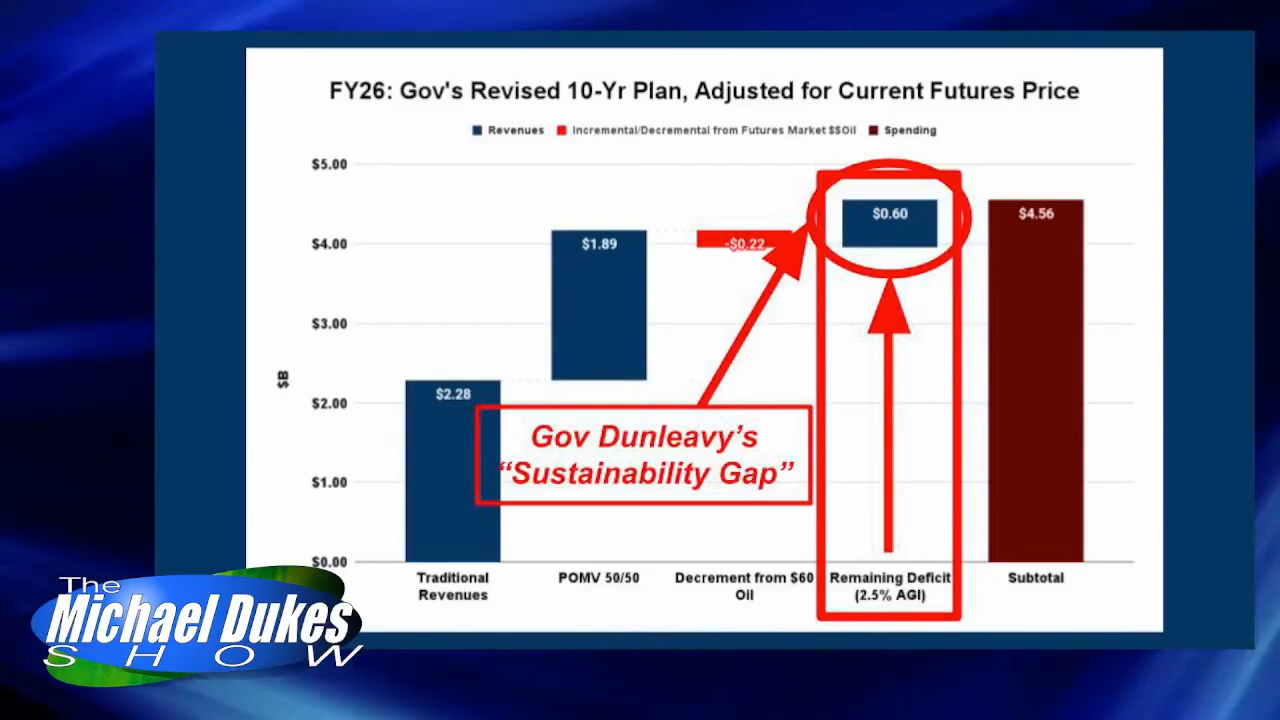 FY26: Gov's Revised 10-Yr Plan, Adjusted for Current Futures Price
Revenues Incremental/Decremental from Futures Market $$Oil Spending
$B
$5.00
$4.00
$3.00
$2.00
$1.00
$0.00
$2.28
$1.89
-$0.22
$0.60
$4.56
Gov Dunleavy's
“Sustainability Gap”
Traditional
Revenues
POMV 50/50
Decrement from $60
Oil
Remaining Deficit
(2.5% AGI)
Subtotal
The
Michael Dukes
SHOW